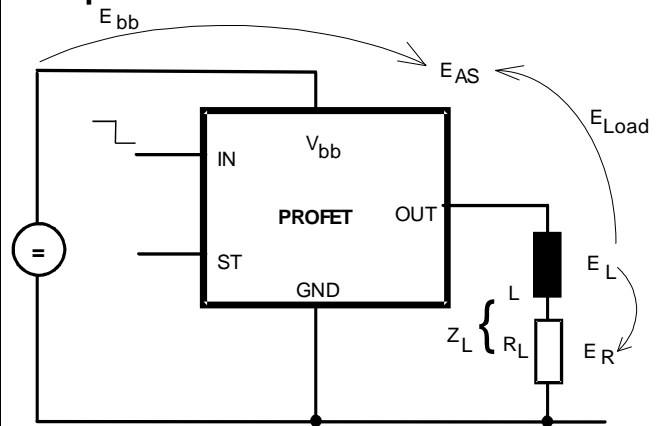 E bb
E AS
E Load
V bb
IN
PROFET
OUT
=
ST
GND
E L
L
Z L { R L
E R